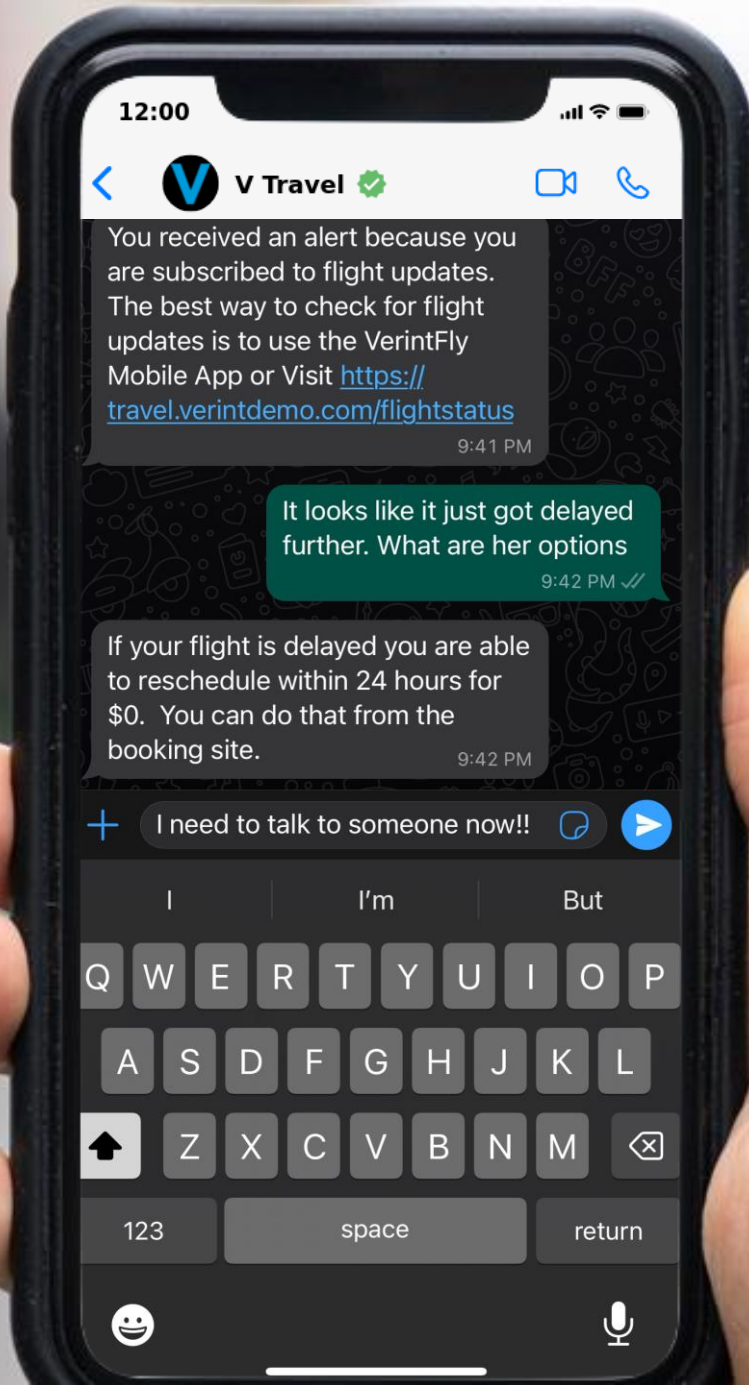 12:00
V Travel
You received an alert because you
are subscribed to flight updates.
The best way to check for flight
updates is to use the VerintFly
Mobile App or Visit https://
travel.verintdemo.com/flightstatus
9:41 PM
It looks like it just got delayed
further. What are her options
9:42 PM
If your flight is delayed you are able
to reschedule within 24 hours for
$0.  You can do that from the
booking site.
9:42 PM
I need to talk to someone now!!
I I'm But
Q W E R T Y U I O P
A S D F G H J K L
Z X C V B N M
123 space return